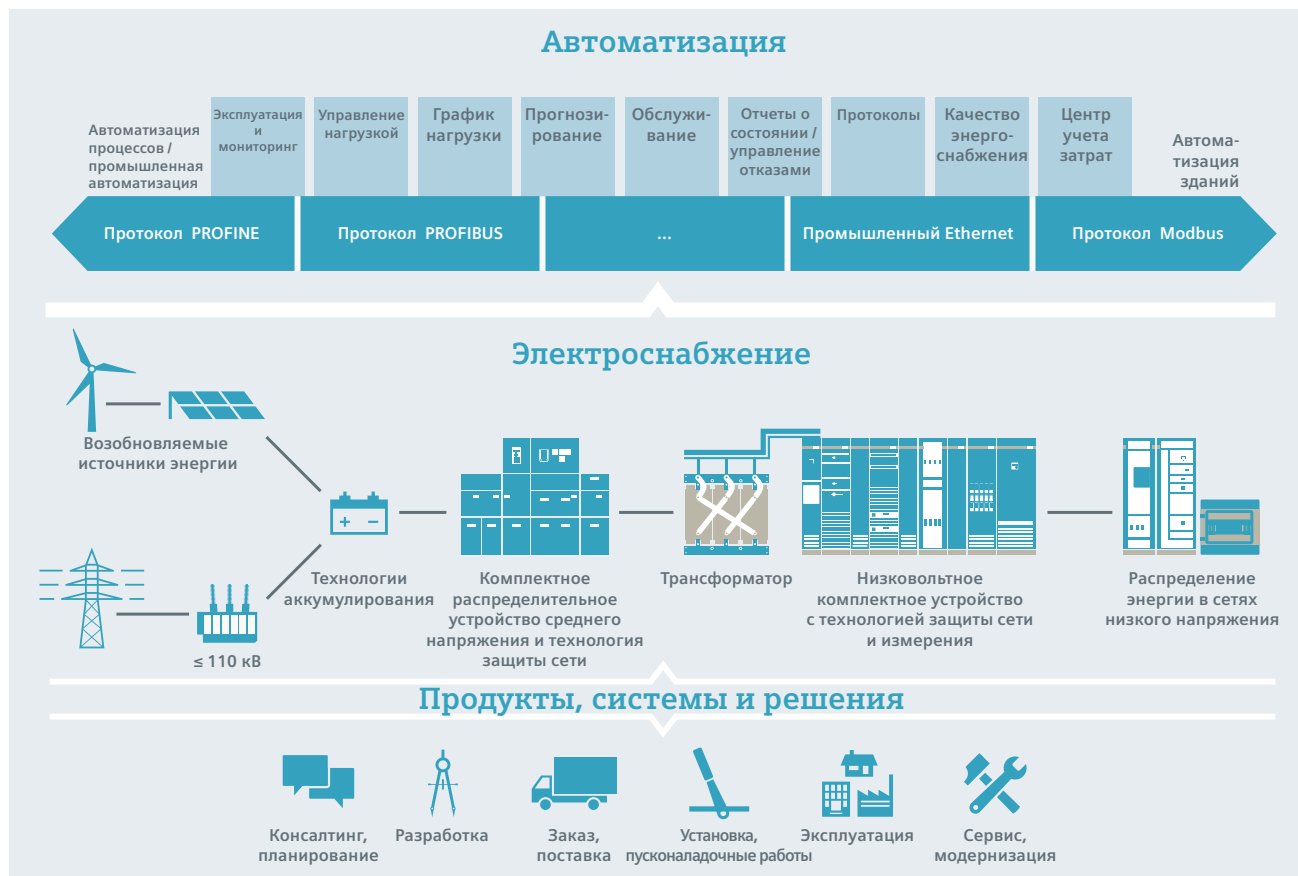 Автоматизация
Автоматизация
процессов /
промышленная
автоматизация
Эксплуатация
и
мониторинг
Управление
нагрузкой
График
нагрузки
Прогнози-
рование
Обслужи-
вание
Отчеты о
состоянии /
управление
отказами
Протоколы
Качество
энерго-
снабжения
Центр
учета
затрат
Автома-
тизация
зданий
Протокол PROFINE
Протокол PROFIBUS
...
Промышленный Ethernet
Протокол Modbus
Электроснабжение
Возобновляемые
источники энергии
≤ 110 кВ
Технологии
аккумулирования
Комплектное
распределительное
устройство среднего
напряжения и технология
защиты сети
Трансформатор
Низковольтное
комплектное устройство
с технологией защиты сети
и измерения
Распределение
энергии в сетях
низкого напряжения
Продукты, системы и решения
Консалтинг,
планирование
Разработка
Заказ,
поставка
Установка,
пусконаладочные работы
Эксплуатация
Сервис,
модернизация